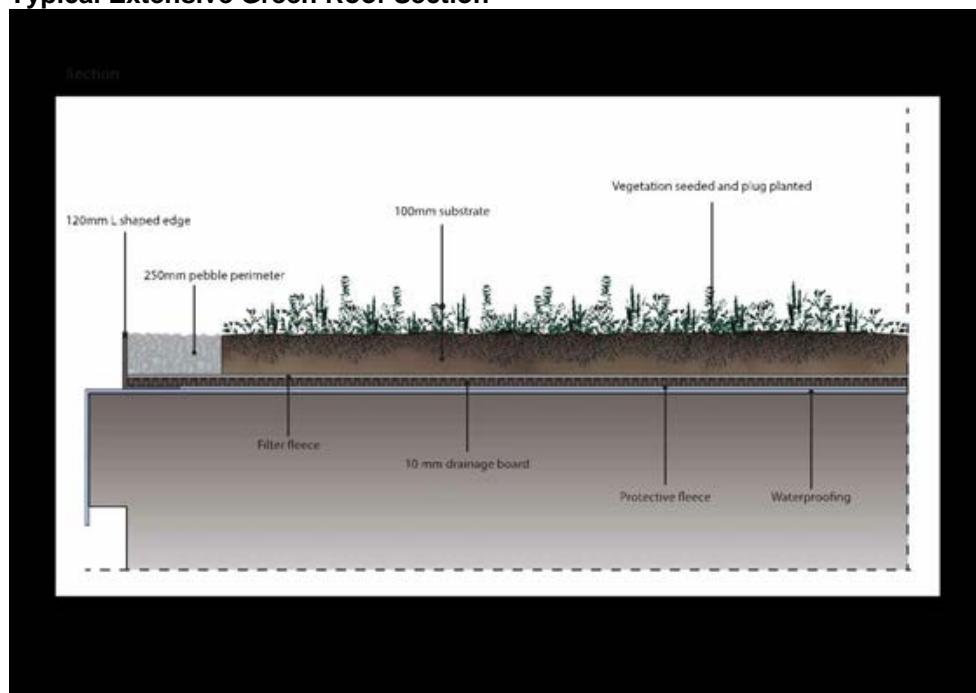 Typical Extensive Green Roof Section
Section
Vegetation seeded and plug planted
100mm substrate
120mm L shaped edge
250mm pebble perimeter
Filter fleece
10 mm drainage board
Protective fleece
Waterproofing